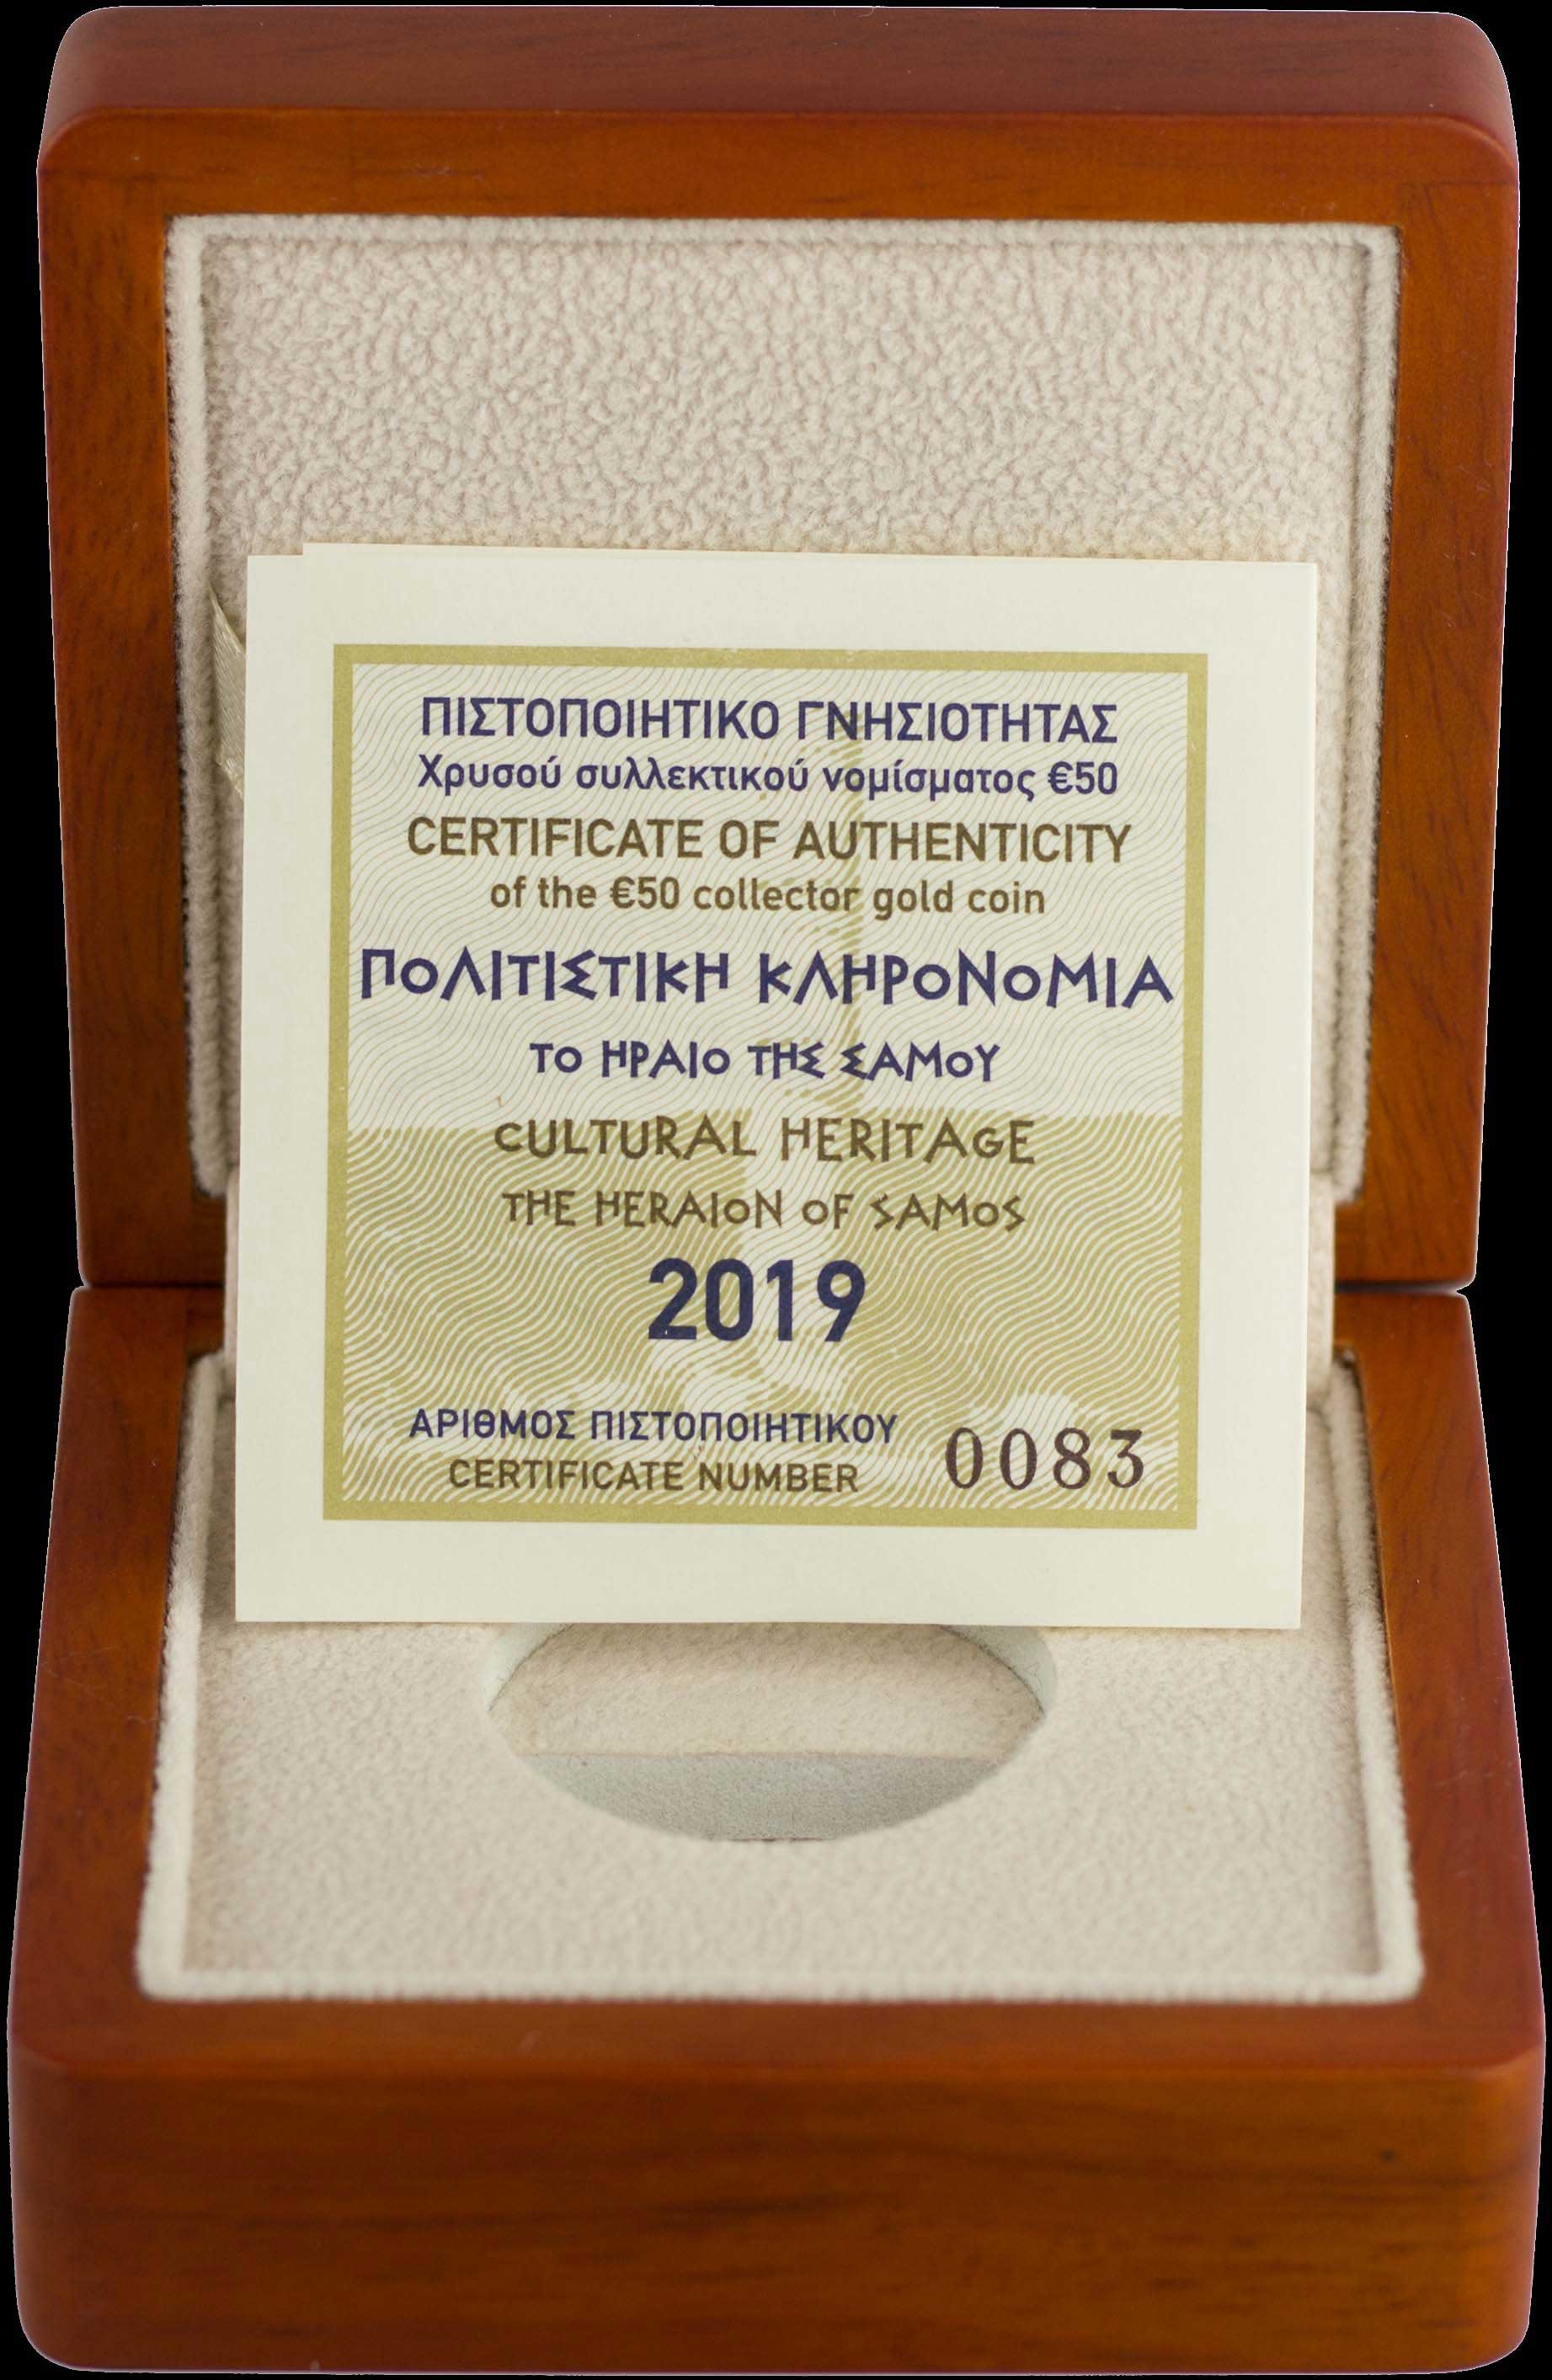 ΠΙΣΤΟΠΟΙΗΤΙΚΟ ΓΝΗΣΙΟΤΗΤΑΣ
Χρυσού συλλεκτικού νομίσματος €50
CERTIFICATE OF AUTHENTICITY
of the €50 collector gold coin
ΠΟΛΙΤΙΣΤΙΚΗ ΚΛΗΡΟΝΟΜΙΑ
ΤΟ ΗΡΑΙΟ ΤΗΣ ΣΑΜΟΥ
CULTURAL HERITAGE
THE HERAION OF SAMOS
2019
ΑΡΙΘΜΟΣ ΠΙΣΤΟΠΟΙΗΤΙΚΟΥ
CERTIFICATE NUMBER 0083